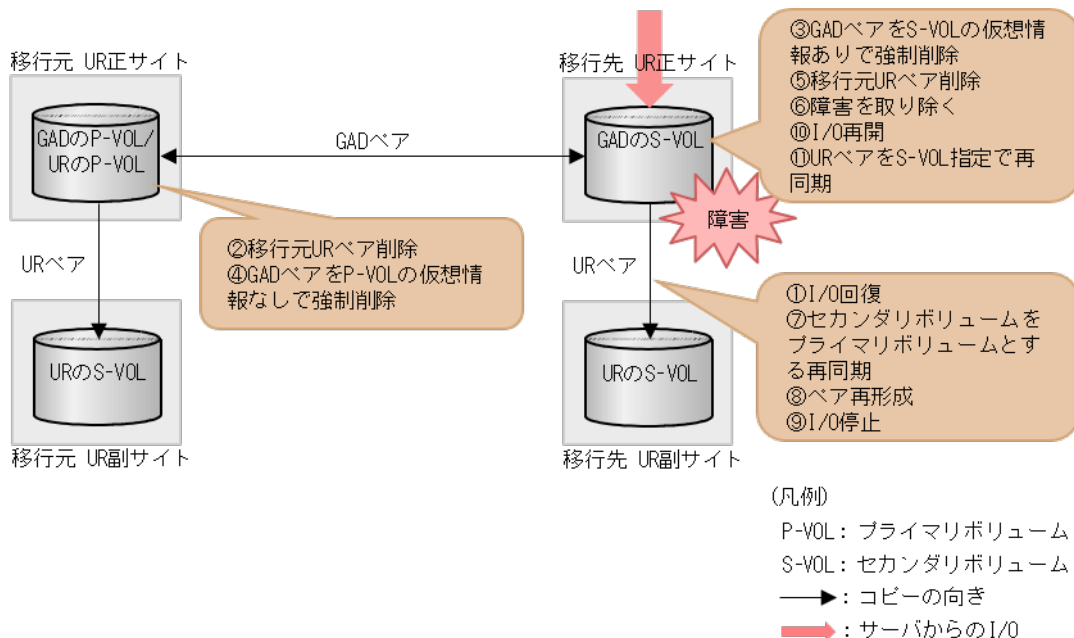 移行元 UR正サイト
GADのP-VOL/
URのP-VOL
GADペア
移行先 UR正サイト
GADのS-VOL
障害
③GADペアをS-VOLの仮想情
報ありで強制削除
⑤移行元URペア削除
⑥障害を取り除く
⑩I/O再開
⑪URペアをS-VOL指定で再
同期
②移行元URペア削除
④GADペアをP-VOLの仮想情
報なしで強制削除
URペア
URペア
①I/O回復
⑦セカンダリボリュームを
プライマリボリュームとす
る再同期
⑧ペア再形成
⑨I/O停止
URのS-VOL
URのS-VOL
移行元 UR副サイト
移行先 UR副サイト
(凡例)
P-VOL: プライマリボリューム
S-VOL: セカンダリボリューム
: コピーの向き
: サーバからのI/O